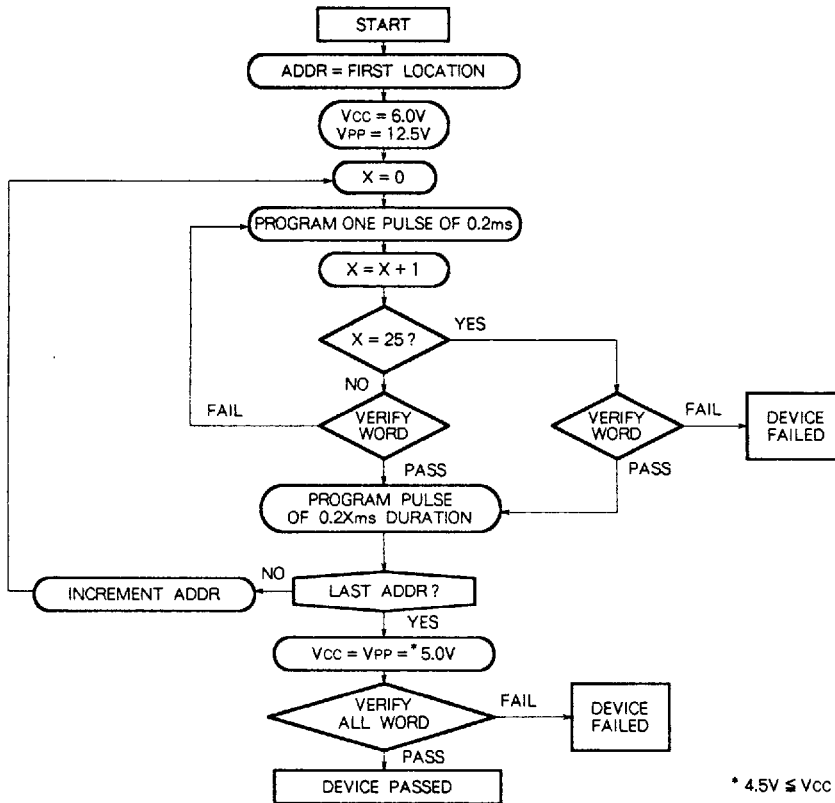 START
ADDR = FIRST LOCATION
VCC = 6.0V
VPP = 12.5V
X = 0
PROGRAM ONE PULSE OF 0.2ms
X = X + 1
X = 25 ?
YES
NO
FAIL
VERIFY
WORD
PASS
VERIFY
WORD
FAIL
PASS
DEVICE
FAILED
PROGRAM PULSE
OF 0.2Xms DURATION
LAST ADDR ?
NO
INCREMENT ADDR
YES
VCC = VPP = * 5.0V
VERIFY
ALL WORD
FAIL
DEVICE
FAILED
PASS
DEVICE PASSED
* 4.5V ≦ VCC